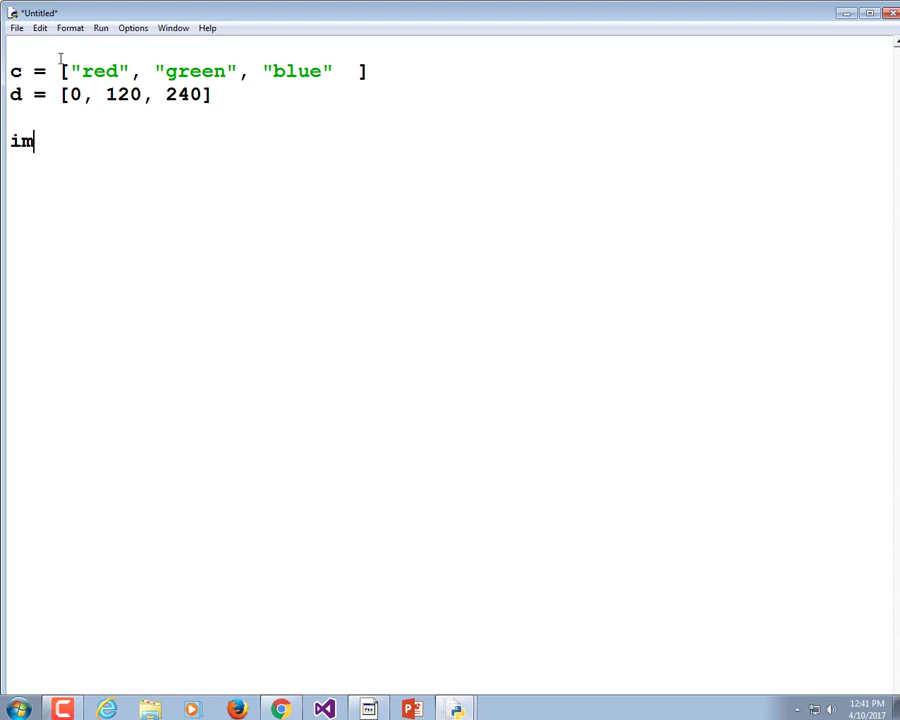 *Untitled*
File Edit Format Run Options Window Help
c = ["red", "green", "blue"  ]
d = [0, 120, 240]
im
12:41 PM
4/10/2017